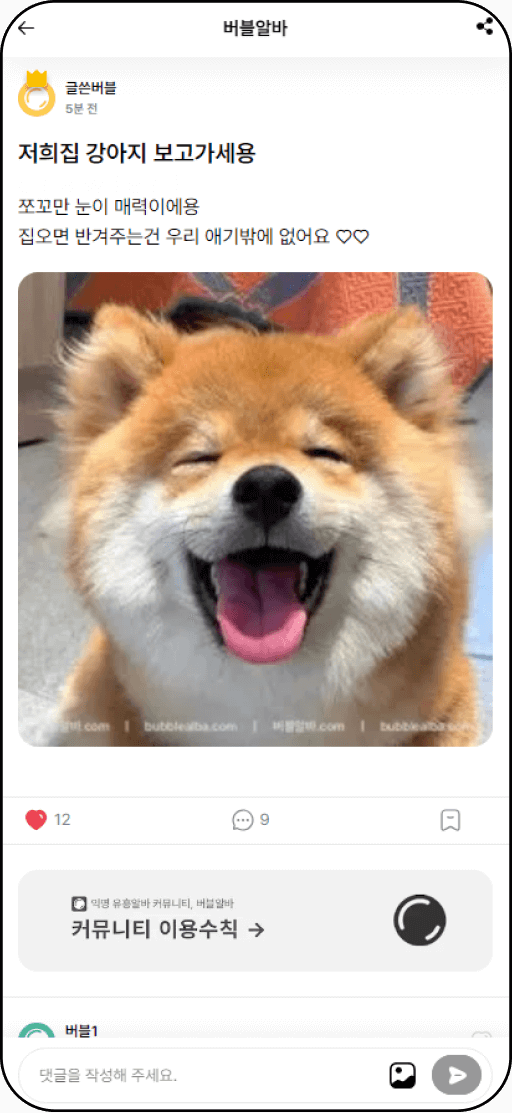 버블알바
글쓴버블
5분 전
저희집 강아지 보고가세용
쪼꼬만 눈이 매력이에용
집오면 반겨주는건 우리 애기밖에 없어요 ♡♡
알바.com | bubblealba.com | 버블알바.com | bubblealba.com
12
9
익명 유흥알바 커뮤니티, 버블알바
커뮤니티 이용수칙 →
버블1
댓글을 작성해 주세요.